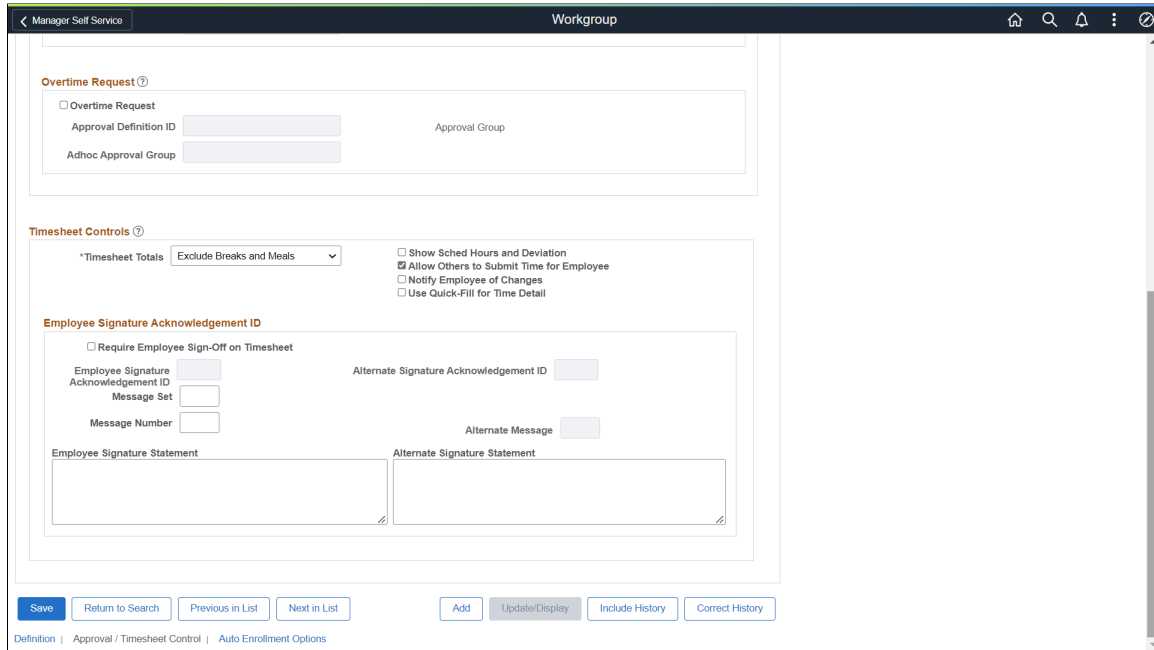 Manager Self Service
Workgroup
Overtime Request
Overtime Request
Approval Definition ID
Approval Group
Adhoc Approval Group
Timesheet Controls
*Timesheet Totals Exclude Breaks and Meals
Show Sched Hours and Deviation
Allow Others to Submit Time for Employee
Notify Employee of Changes
Use Quick-Fill for Time Detail
Employee Signature Acknowledgement ID
Require Employee Sign-Off on Timesheet
Employee Signature
Acknowledgement ID
Alternate Signature Acknowledgement ID
Message Set
Message Number
Alternate Message
Employee Signature Statement
Alternate Signature Statement
Save Return to Search Previous in List Next in List Add Update/Display Include History Correct History
Definition | Approval / Timesheet Control | Auto Enrollment Options